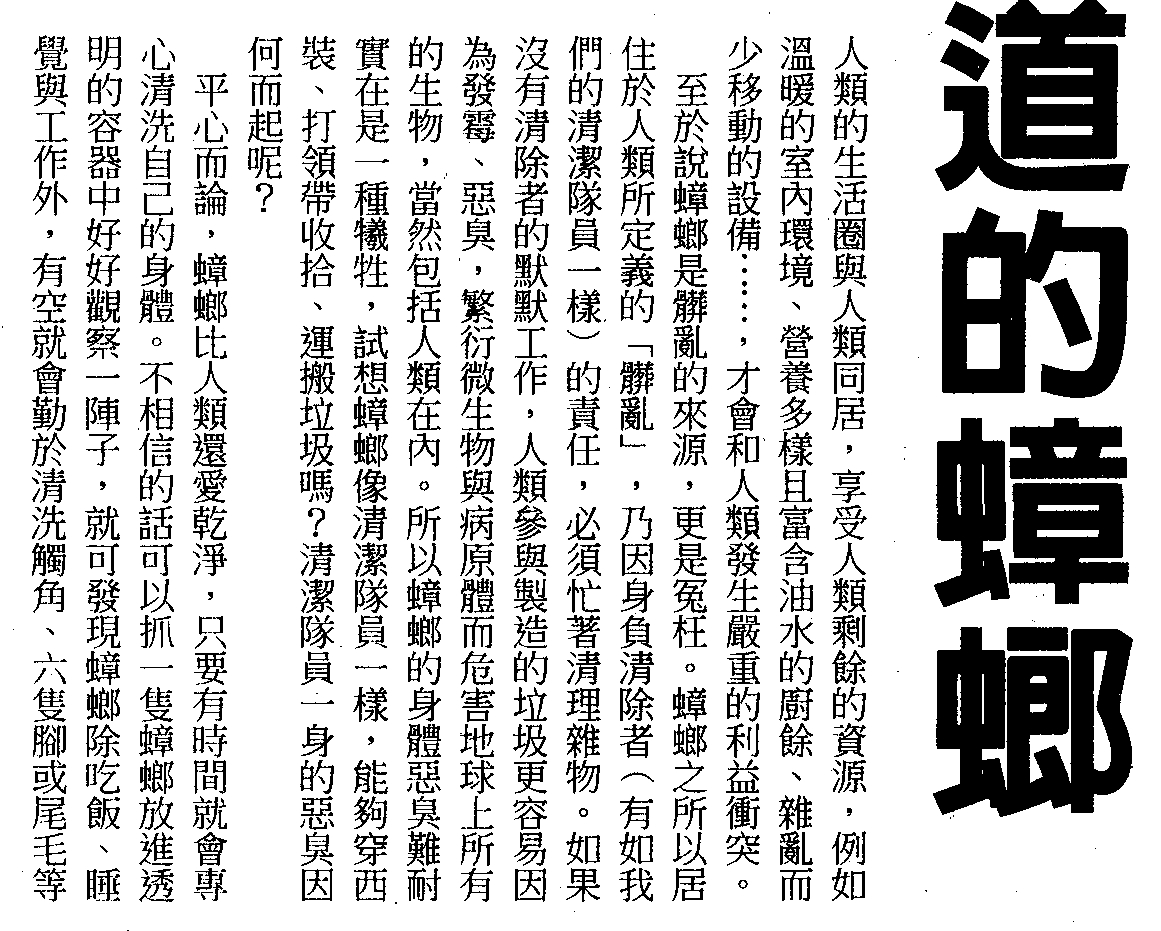 道的蟑螂
人類的生活圈與人類同居，享受人類剩餘的資源，例如
溫暖的室內環境、營養多樣且富含油水的廚餘、雜亂而
少移動的設備……，才會和人類發生嚴重的利益衝突。
至於說蟑螂是髒亂的來源，更是冤枉。蟑螂之所以居
住於人類所定義的「髒亂」，乃因身負清除者（有如我
們的清潔隊員一樣）的責任，必須忙著清理雜物。如果
沒有清除者的默默工作，人類參與製造的垃圾更容易因
為發霉、惡臭，繁衍微生物與病原體而危害地球上所有
的生物，當然包括人類在內。所以蟑螂的身體惡臭難耐
實在是一種犧牲，試想蟑螂像清潔隊員一樣，能夠穿西
裝、打領帶收拾、運搬垃圾嗎？清潔隊員一身的惡臭因
何而起呢？
平心而論，蟑螂比人類還愛乾淨，只要有時間就會專
心清洗自己的身體。不相信的話可以抓一隻蟑螂放進透
明的容器中好好觀察一陣子，就可發現蟑螂除吃飯、睡
覺與工作外，有空就會勤於清洗觸角、六隻腳或尾毛等